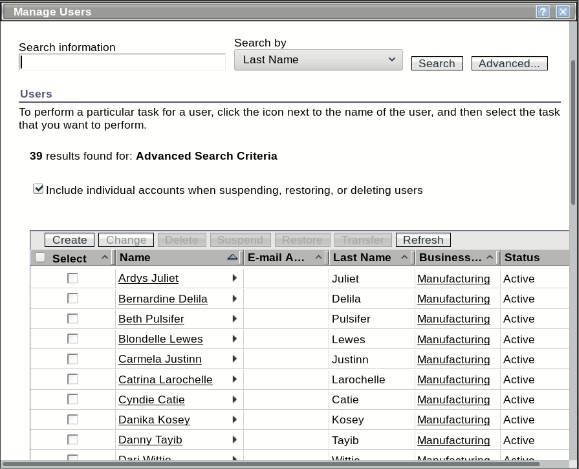 Manage Users
Search information
Search by
Last Name
Search
Advanced...
Users
To perform a particular task for a user, click the icon next to the name of the user, and then select the task
that you want to perform.
39 results found for: Advanced Search Criteria
Include individual accounts when suspending, restoring, or deleting users
Create Change Delete Suspend Restore Transfer Refresh
Select Name E-mail A... Last Name Business... Status
Ardys Juliet Juliet Manufacturing Active
Bernardine Delila Delila Manufacturing Active
Beth Pulsifer Pulsifer Manufacturing Active
Blondelle Lewes Lewes Manufacturing Active
Carmela Justinn Justinn Manufacturing Active
Catrina Larochelle Larochelle Manufacturing Active
Cyndie Catie Catie Manufacturing Active
Danika Kosey Kosey Manufacturing Active
Danny Tayib Tayib Manufacturing Active
Dari Wittie Wittie Manufacturing Active